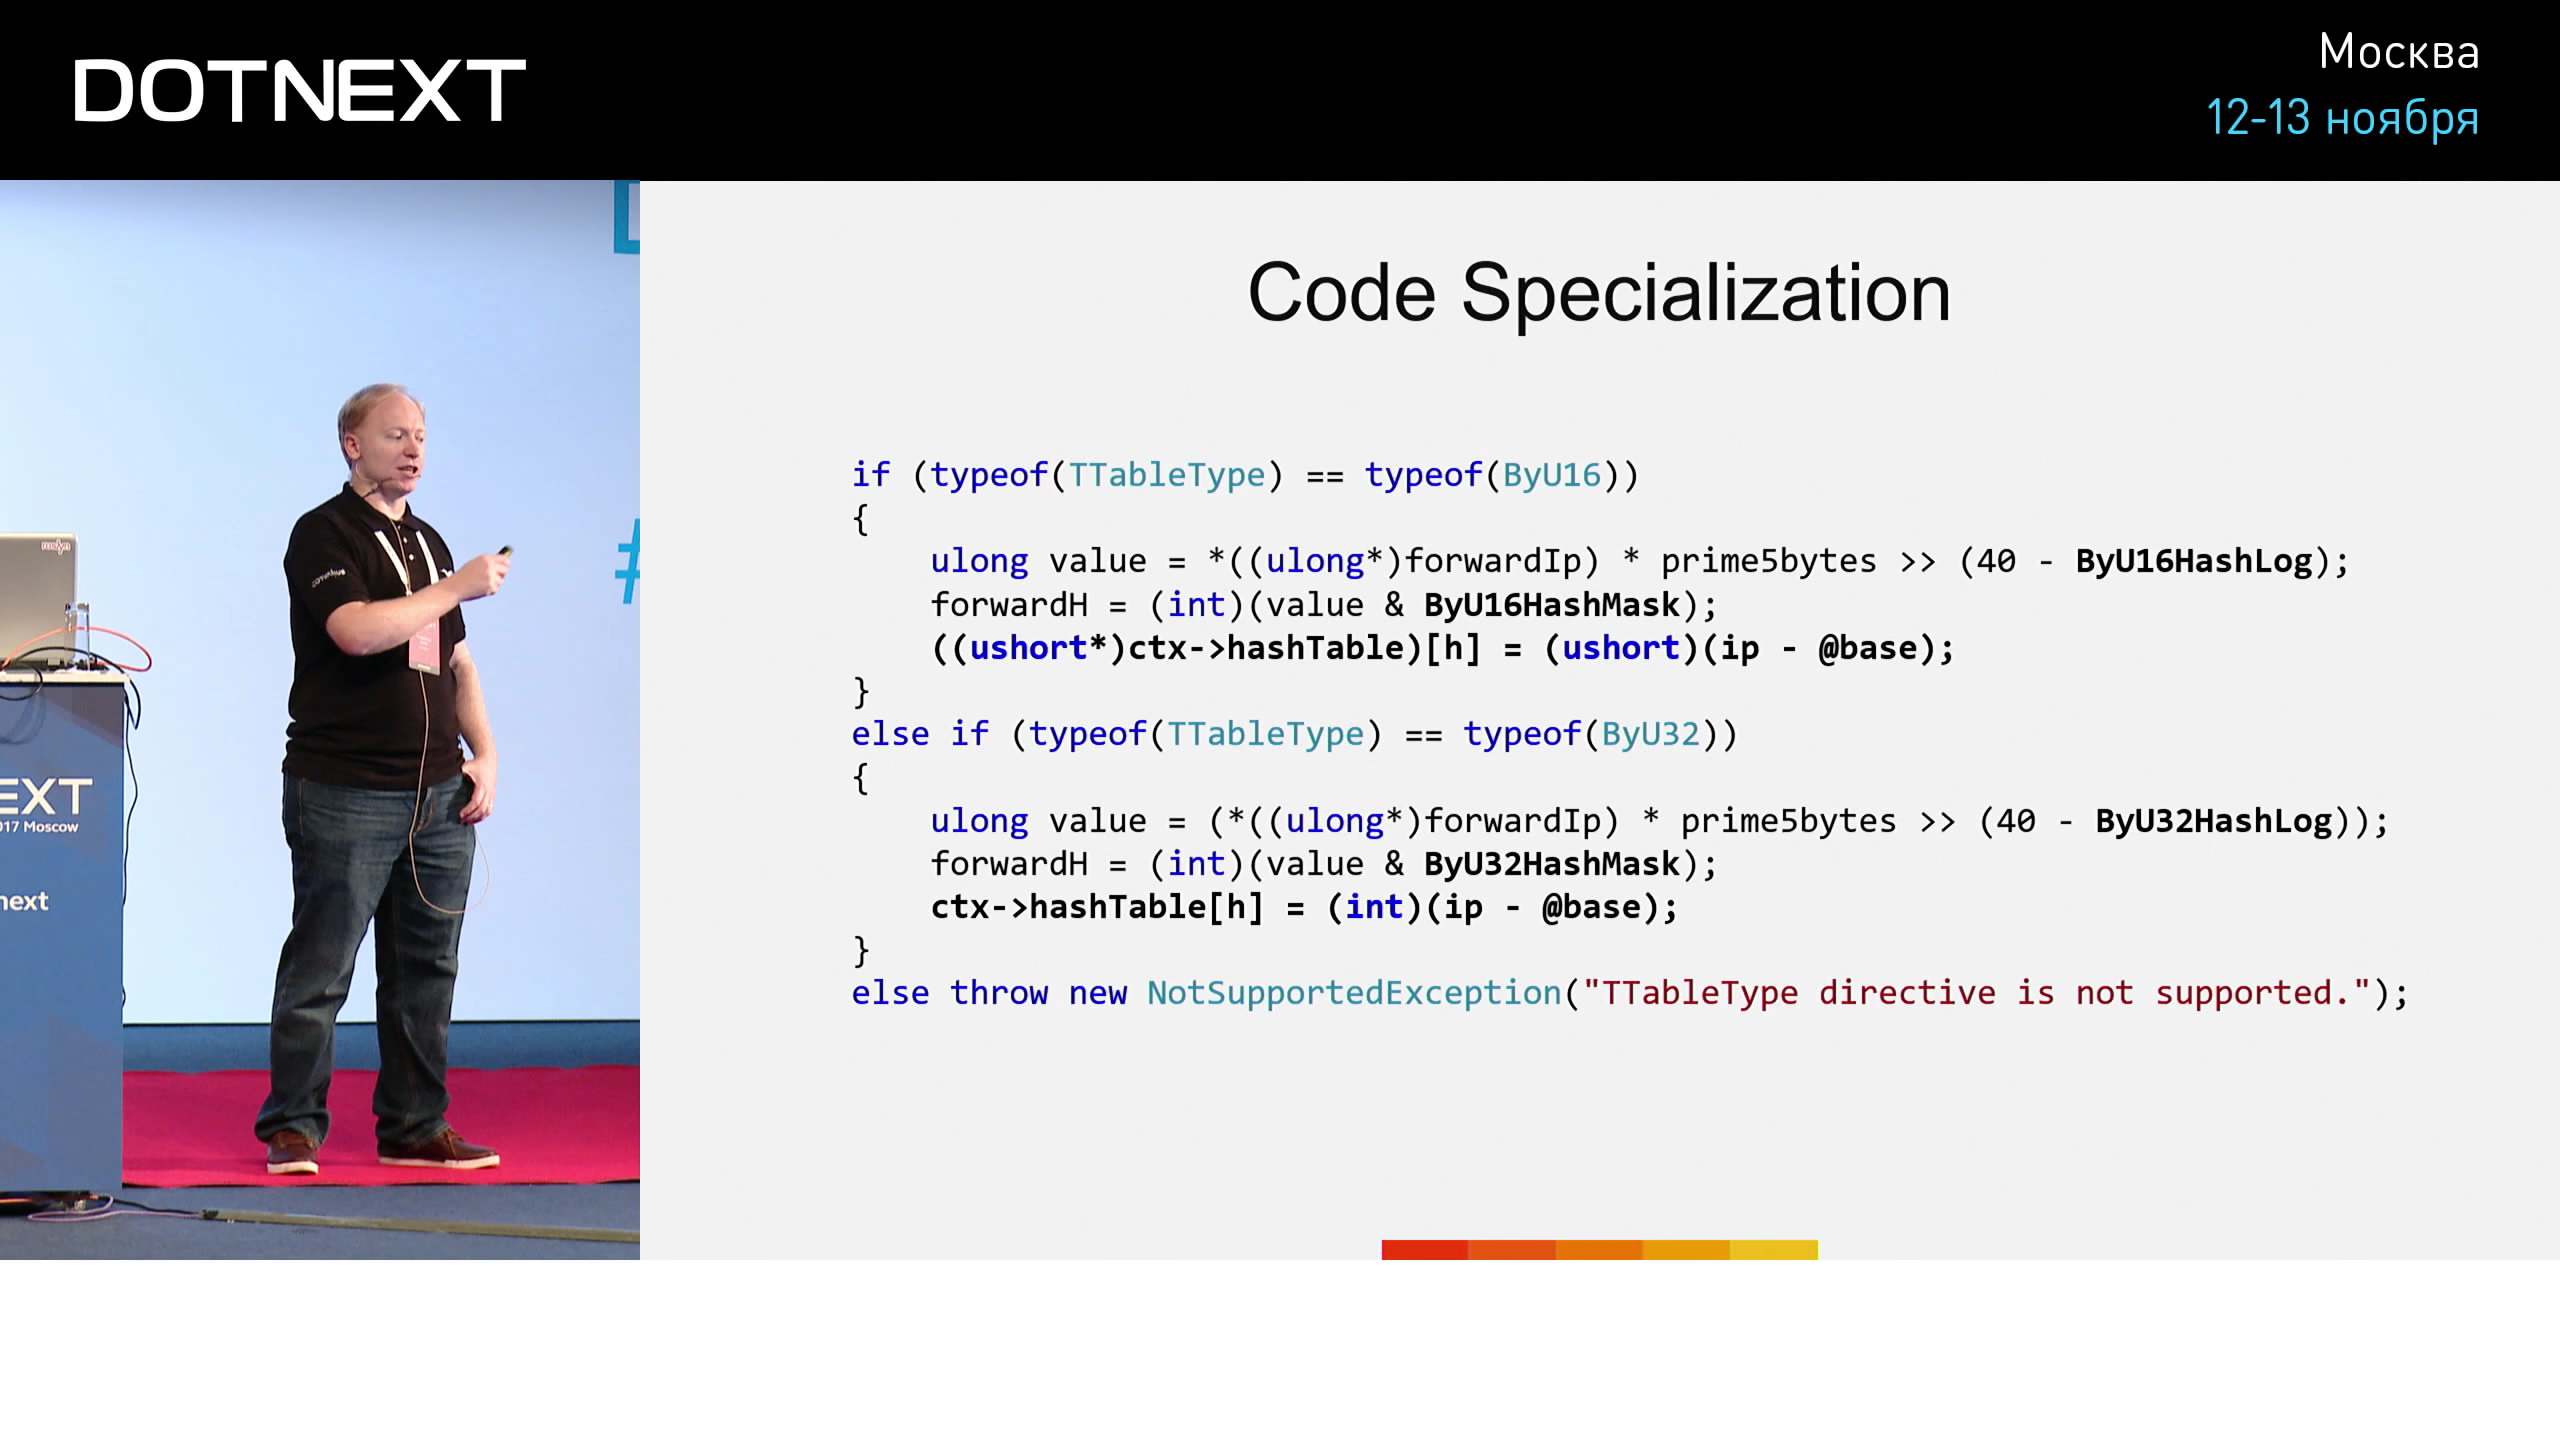 DOTNEXT
Москва
12-13 ноября
Code Specialization
if (typeof(TTableType) == typeof(ByU16))
{
    ulong value = *((ulong*)forwardIp) * prime5bytes >> (40 - ByU16HashLog);
    forwardH = (int)(value & ByU16HashMask);
    ((ushort*)ctx->hashTable)[h] = (ushort)(ip - @base);
}
else if (typeof(TTableType) == typeof(ByU32))
{
    ulong value = (*((ulong*)forwardIp) * prime5bytes >> (40 - ByU32HashLog));
    forwardH = (int)(value & ByU32HashMask);
    ctx->hashTable[h] = (int)(ip - @base);
}
else throw new NotSupportedException("TTableType directive is not supported.");
#
EXT
017 Moscow
next